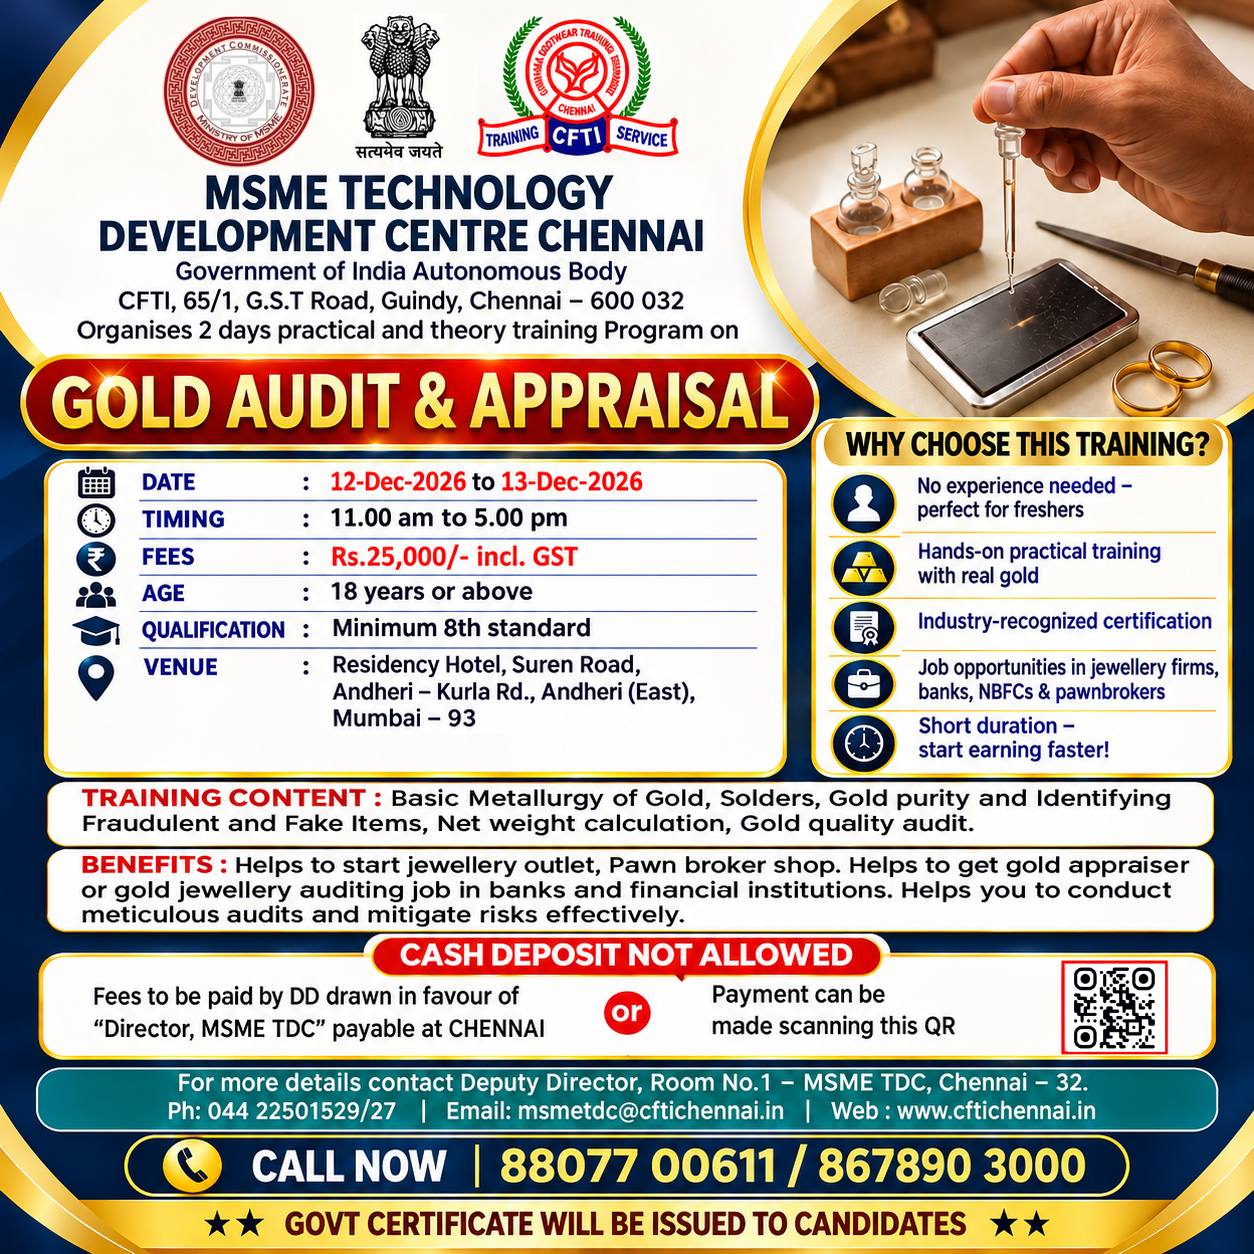 DEVELOPMENT COMMISSIONERATE
MINISTRY OF MSME
सत्यमेव जयते
CHENNAI
TRAINING CFTI SERVICE
MSME TECHNOLOGY
DEVELOPMENT CENTRE CHENNAI
Government of India Autonomous Body
CFTI, 65/1, G.S.T Road, Guindy, Chennai – 600 032
Organises 2 days practical and theory training Program on
GOLD AUDIT & APPRAISAL
DATE : 12-Dec-2026 to 13-Dec-2026
TIMING : 11.00 am to 5.00 pm
FEES : Rs.25,000/- incl. GST
AGE : 18 years or above
QUALIFICATION : Minimum 8th standard
VENUE : Residency Hotel, Suren Road,
Andheri – Kurla Rd., Andheri (East),
Mumbai – 93
WHY CHOOSE THIS TRAINING?
No experience needed –
perfect for freshers
Hands-on practical training
with real gold
Industry-recognized certification
Job opportunities in jewellery firms,
banks, NBFCs & pawnbrokers
Short duration –
start earning faster!
TRAINING CONTENT : Basic Metallurgy of Gold, Solders, Gold purity and Identifying
Fraudulent and Fake Items, Net weight calculation, Gold quality audit.
BENEFITS : Helps to start jewellery outlet, Pawn broker shop. Helps to get gold appraiser
or gold jewellery auditing job in banks and financial institutions. Helps you to conduct
meticulous audits and mitigate risks effectively.
CASH DEPOSIT NOT ALLOWED
Fees to be paid by DD drawn in favour of
“Director, MSME TDC” payable at CHENNAI
or
Payment can be
made scanning this QR
For more details contact Deputy Director, Room No.1 – MSME TDC, Chennai – 32.
Ph: 044 22501529/27 | Email: msmetdc@cftichennai.in | Web : www.cftichennai.in
CALL NOW | 88077 00611 / 867890 3000
GOVT CERTIFICATE WILL BE ISSUED TO CANDIDATES